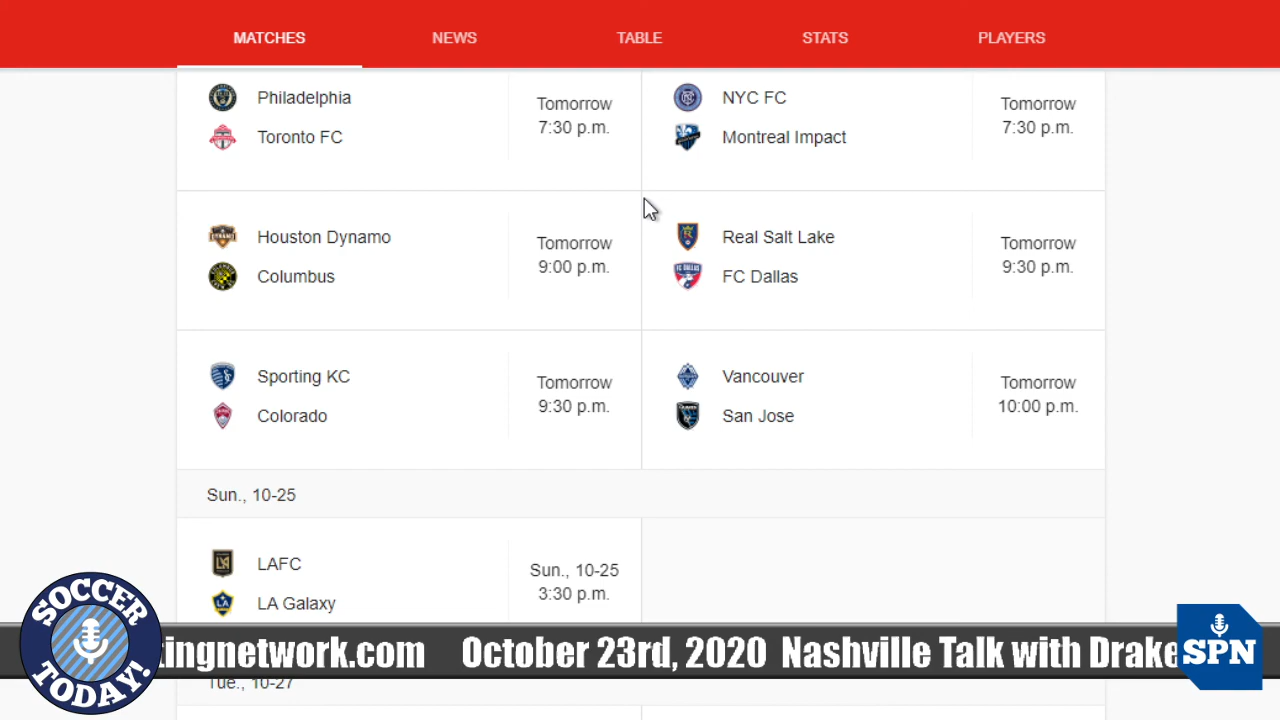 MATCHES NEWS TABLE STATS PLAYERS
Philadelphia
Toronto FC
Tomorrow
7:30 p.m.
NYC FC
Montreal Impact
Tomorrow
7:30 p.m.
Houston Dynamo
Columbus
Tomorrow
9:00 p.m.
Real Salt Lake
FC Dallas
Tomorrow
9:30 p.m.
Sporting KC
Colorado
Tomorrow
9:30 p.m.
Vancouver
San Jose
Tomorrow
10:00 p.m.
Sun., 10-25
LAFC
LA Galaxy
Sun., 10-25
3:30 p.m.
SOCCER
TODAY!
tingnetwork.com October 23rd, 2020 Nashville Talk with Drake
SPN
Tue., 10-27